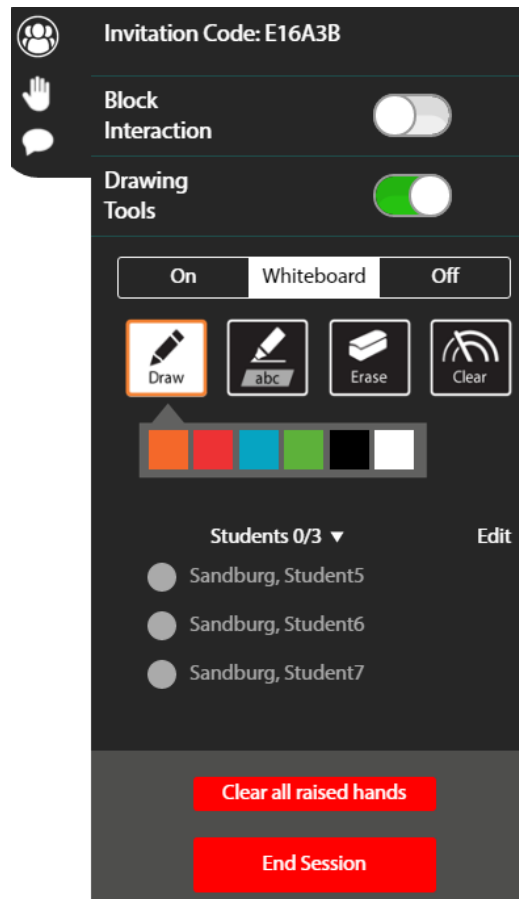 Invitation Code: E16A3B
Block
Interaction
Drawing
Tools
On Whiteboard Off
Draw abc Erase Clear
Students 0/3 ▼ Edit
Sandburg, Student5
Sandburg, Student6
Sandburg, Student7
Clear all raised hands
End Session